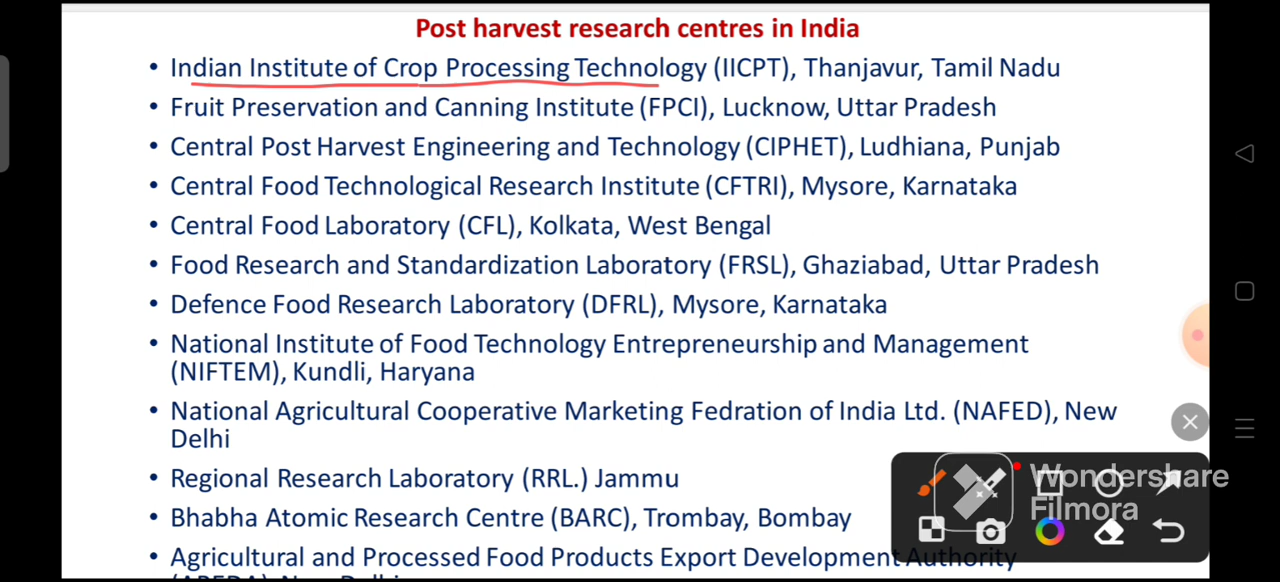 Post harvest research centres in India
• Indian Institute of Crop Processing Technology (IICPT), Thanjavur, Tamil Nadu
• Fruit Preservation and Canning Institute (FPCI), Lucknow, Uttar Pradesh
• Central Post Harvest Engineering and Technology (CIPHET), Ludhiana, Punjab
• Central Food Technological Research Institute (CFTRI), Mysore, Karnataka
• Central Food Laboratory (CFL), Kolkata, West Bengal
• Food Research and Standardization Laboratory (FRSL), Ghaziabad, Uttar Pradesh
• Defence Food Research Laboratory (DFRL), Mysore, Karnataka
• National Institute of Food Technology Entrepreneurship and Management
(NIFTEM), Kundli, Haryana
• National Agricultural Cooperative Marketing Fedration of India Ltd. (NAFED), New
Delhi
• Regional Research Laboratory (RRL.) Jammu
• Bhabha Atomic Research Centre (BARC), Trombay, Bombay
• Agricultural and Processed Food Products Export Development Authority
Wondershare
Filmora